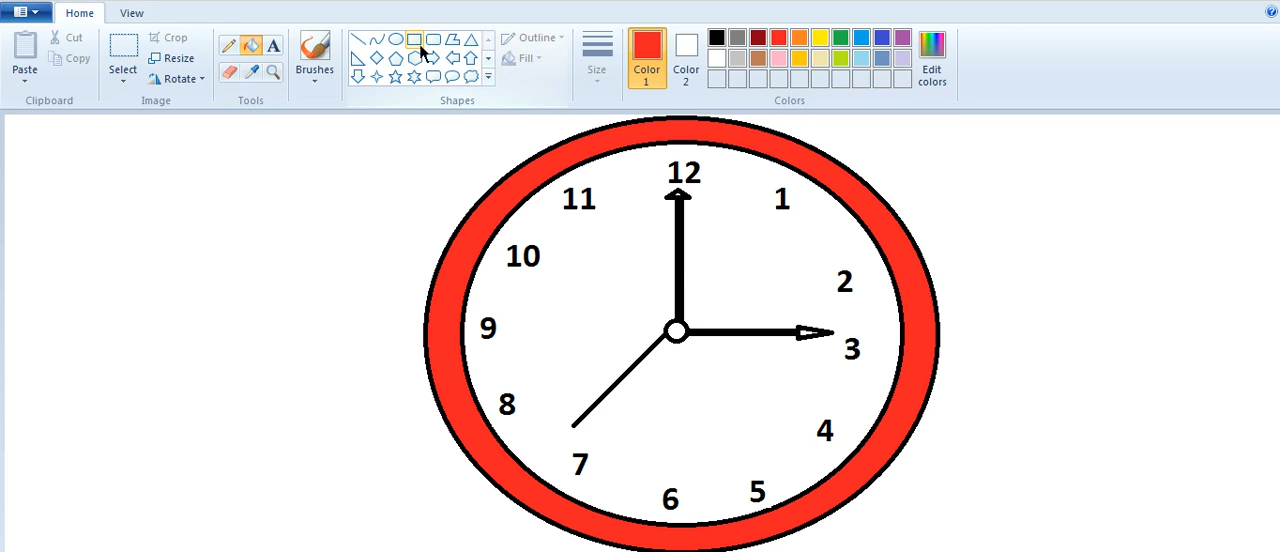 Home View
Paste
Cut
Copy
Clipboard
Select
Crop
Resize
Rotate
Image
A
Tools
Brushes
Outline
Fill
Shapes
Size
Color 1
Color 2
Edit colors
Colors
12
11 1
10
2
9
3
8
4
7
5
6